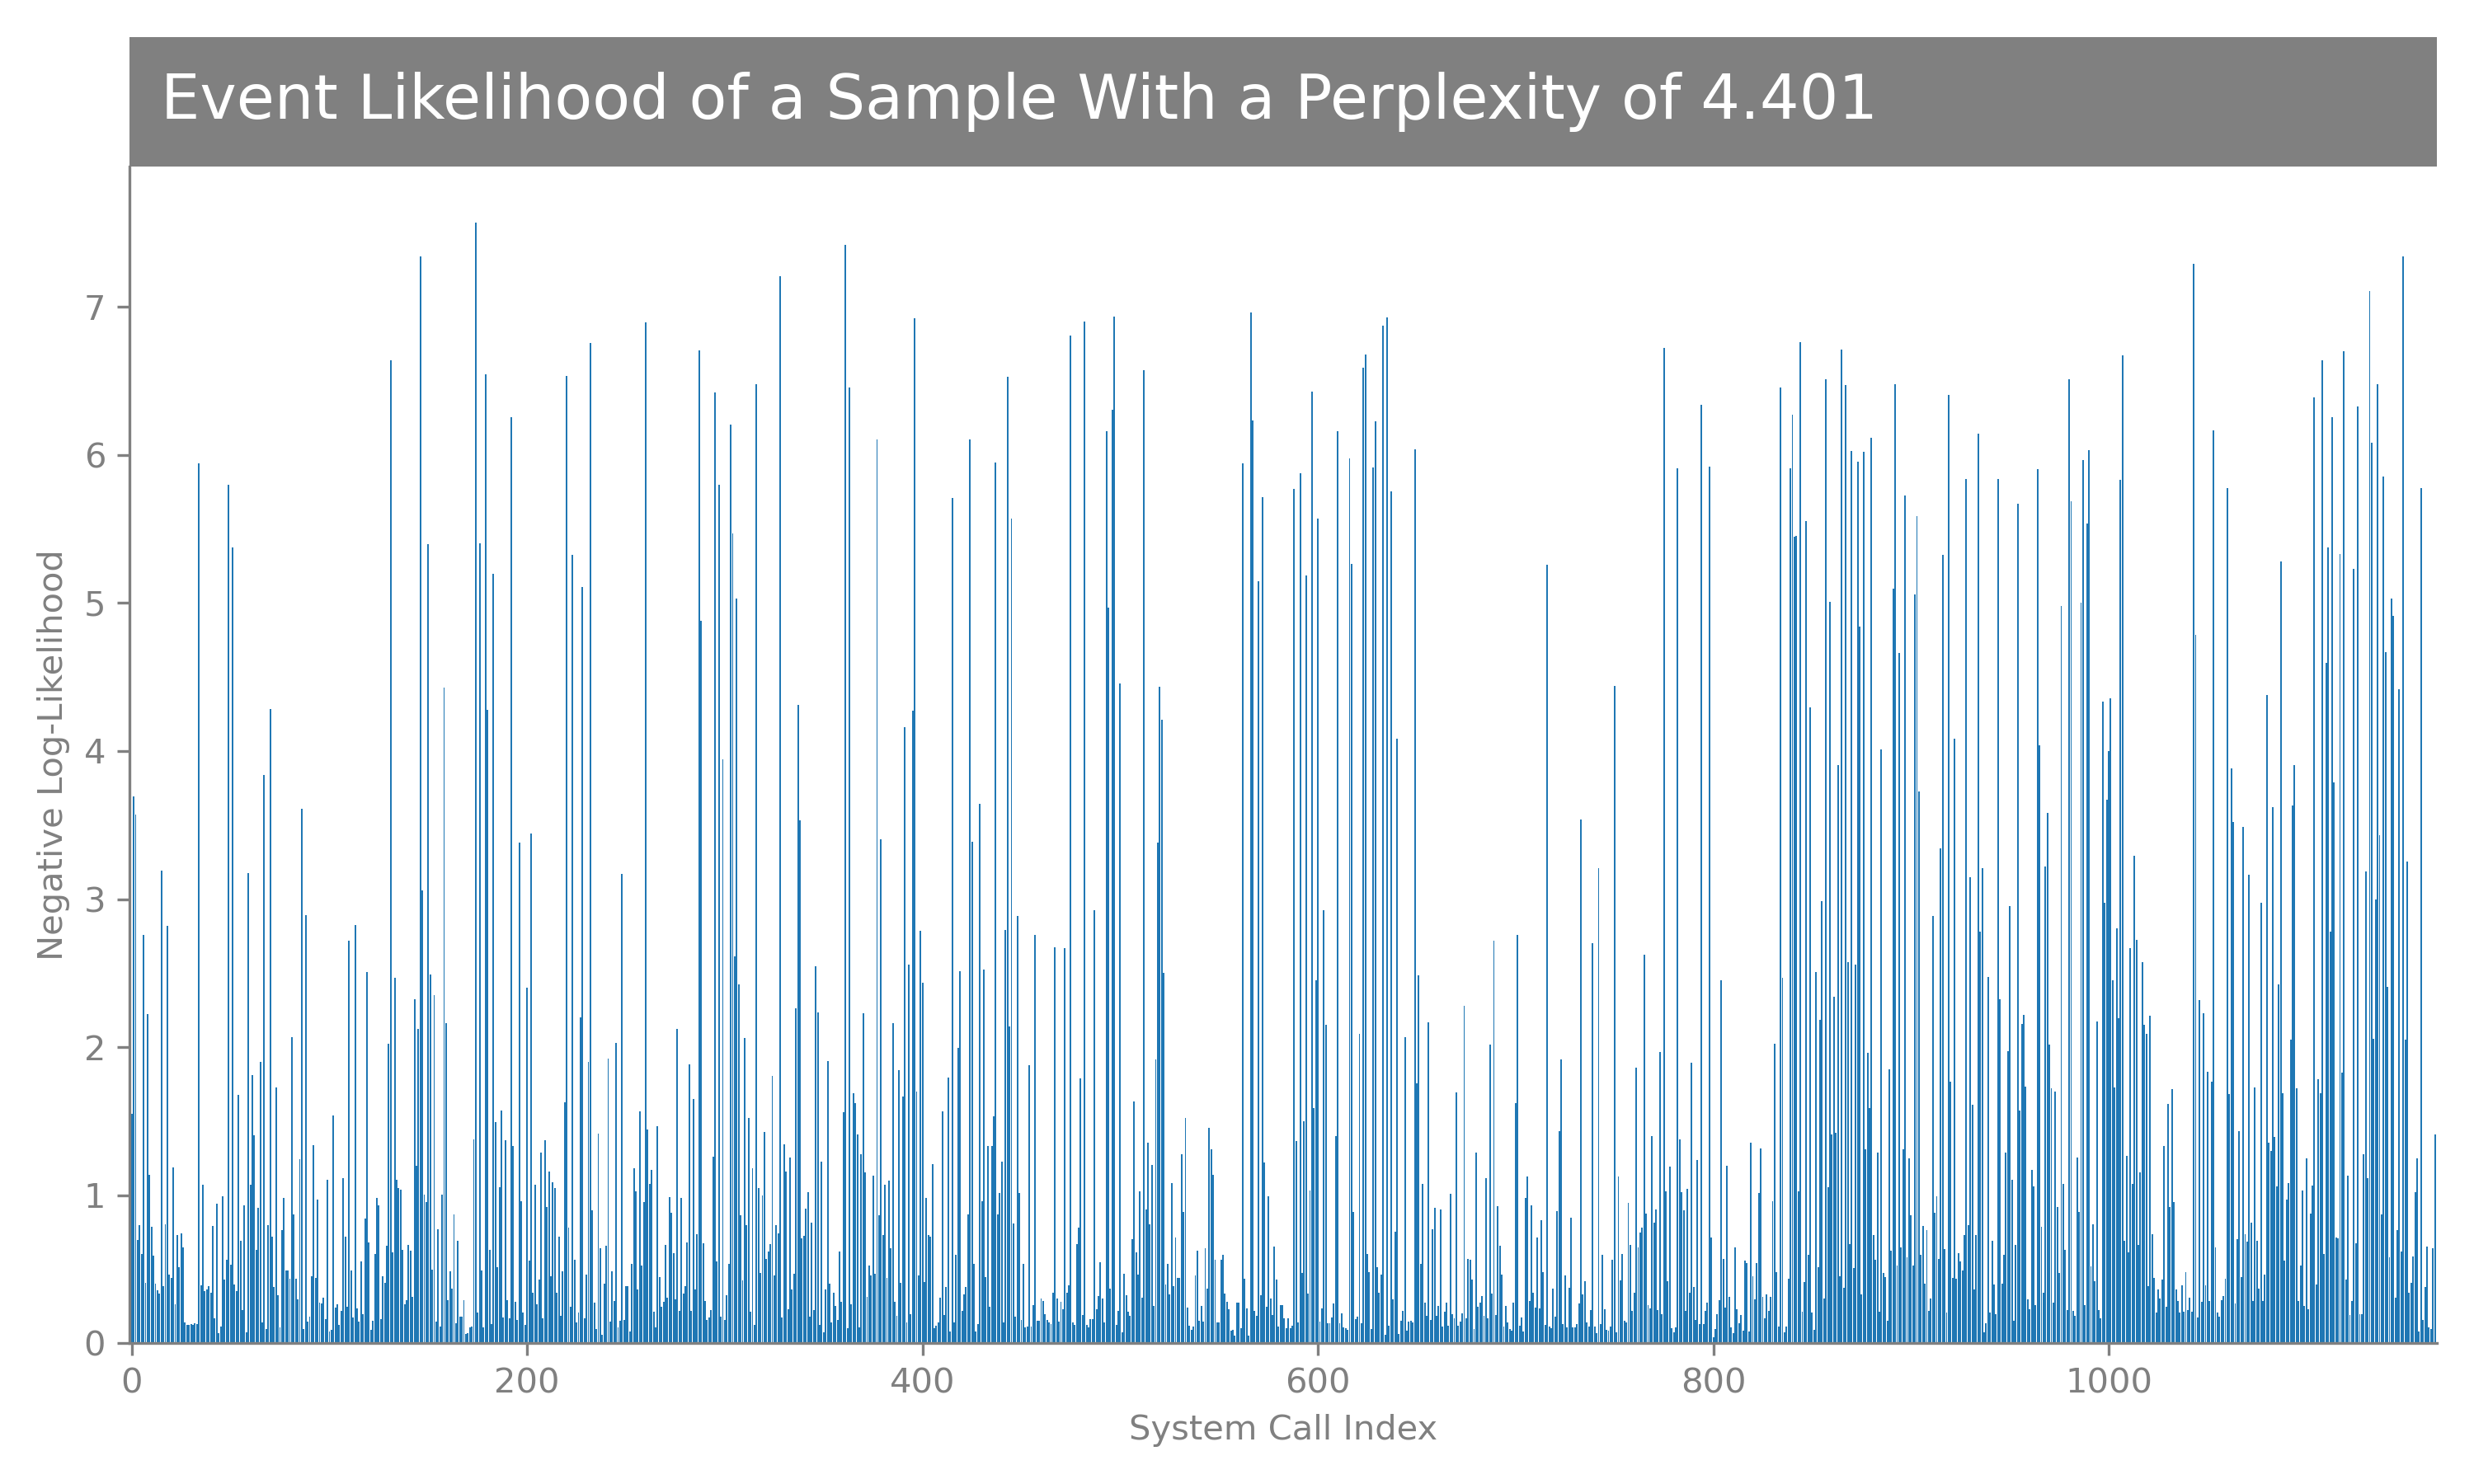 Event Likelihood of a Sample With a Perplexity of 4.401
7
6
5
4
3
2
1
0
Negative Log-Likelihood
0 200 400 600 800 1000
System Call Index